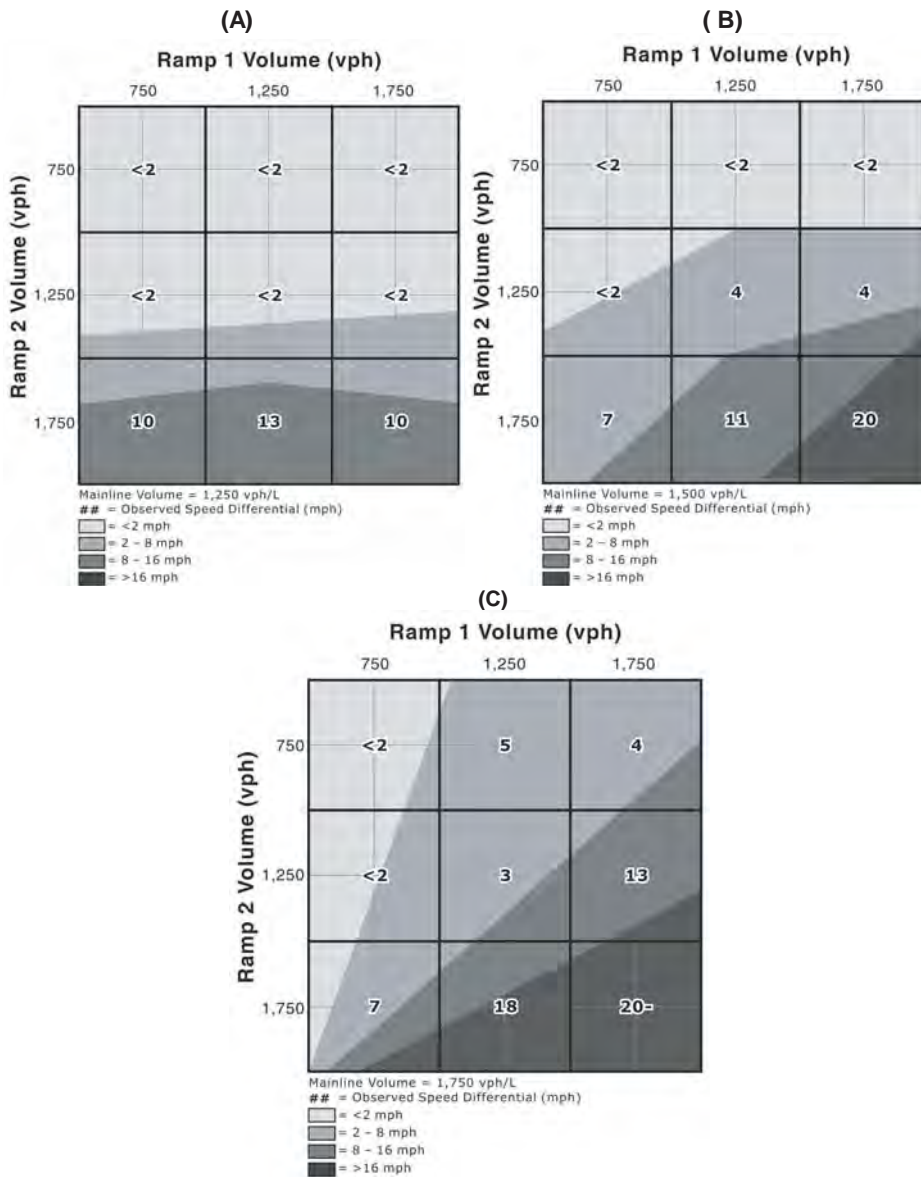 (A)
Ramp 1 Volume (vph)
750 1,250 1,750
Ramp 2 Volume (vph)
750 <2 <2 <2
1,250 <2 <2 <2
1,750 10 13 10
Mainline Volume = 1,250 vph/L
## = Observed Speed Differential (mph)
= <2 mph
= 2 – 8 mph
= 8 – 16 mph
= >16 mph
( B)
Ramp 1 Volume (vph)
750 1,250 1,750
Ramp 2 Volume (vph)
750 <2 <2 <2
1,250 <2 4 4
1,750 7 11 20
Mainline Volume = 1,500 vph/L
## = Observed Speed Differential (mph)
= <2 mph
= 2 – 8 mph
= 8 – 16 mph
= >16 mph
(C)
Ramp 1 Volume (vph)
750 1,250 1,750
Ramp 2 Volume (vph)
750 <2 5 4
1,250 <2 3 13
1,750 7 18 20-
Mainline Volume = 1,750 vph/L
## = Observed Speed Differential (mph)
= <2 mph
= 2 – 8 mph
= 8 – 16 mph
= >16 mph